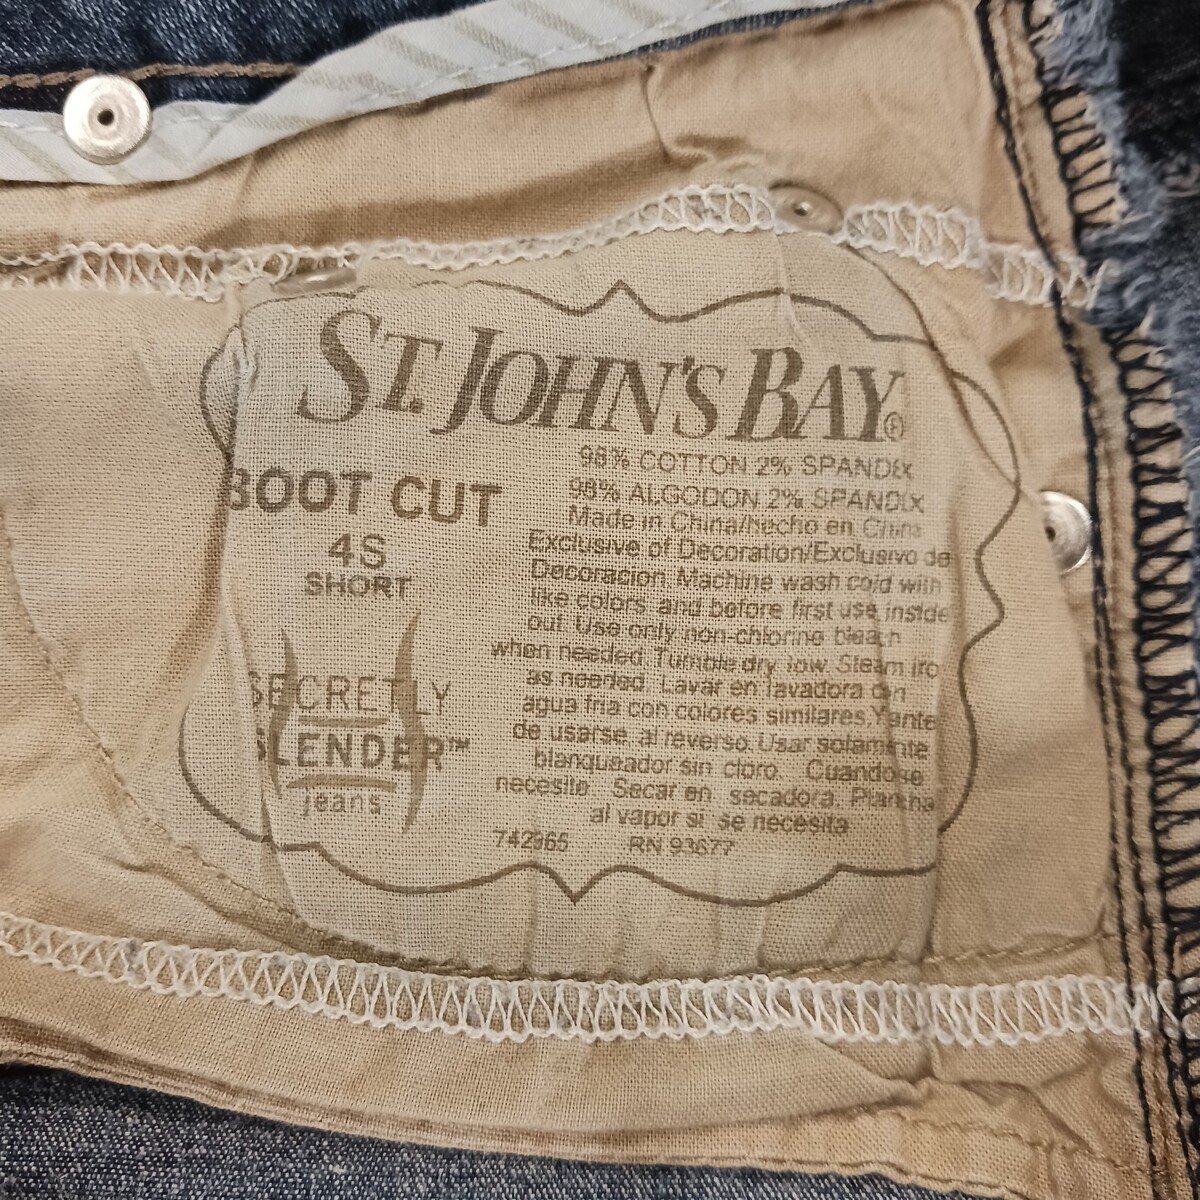 ST. JOHN'S BAY®
BOOT CUT
4S
SHORT
SECRETLY
SLENDER™
jeans
98% COTTON 2% SPANDEX
98% ALGODON 2% SPANDEX
Made in China/hecho en China
Exclusive of Decoration/Exclusivo de
Decoracion. Machine wash cold with
like colors and before first use, inside
out. Use only non-chlorine bleach
when needed. Tumble dry low. Steam iro
as needed. Lavar en lavadora con
agua fria con colores similares.Y ante
de usarse, al reverso. Usar solamente
blanqueador sin cloro. Cuando se
necesite Secar en secadora. Plancha
al vapor si se necesita
RN 93677